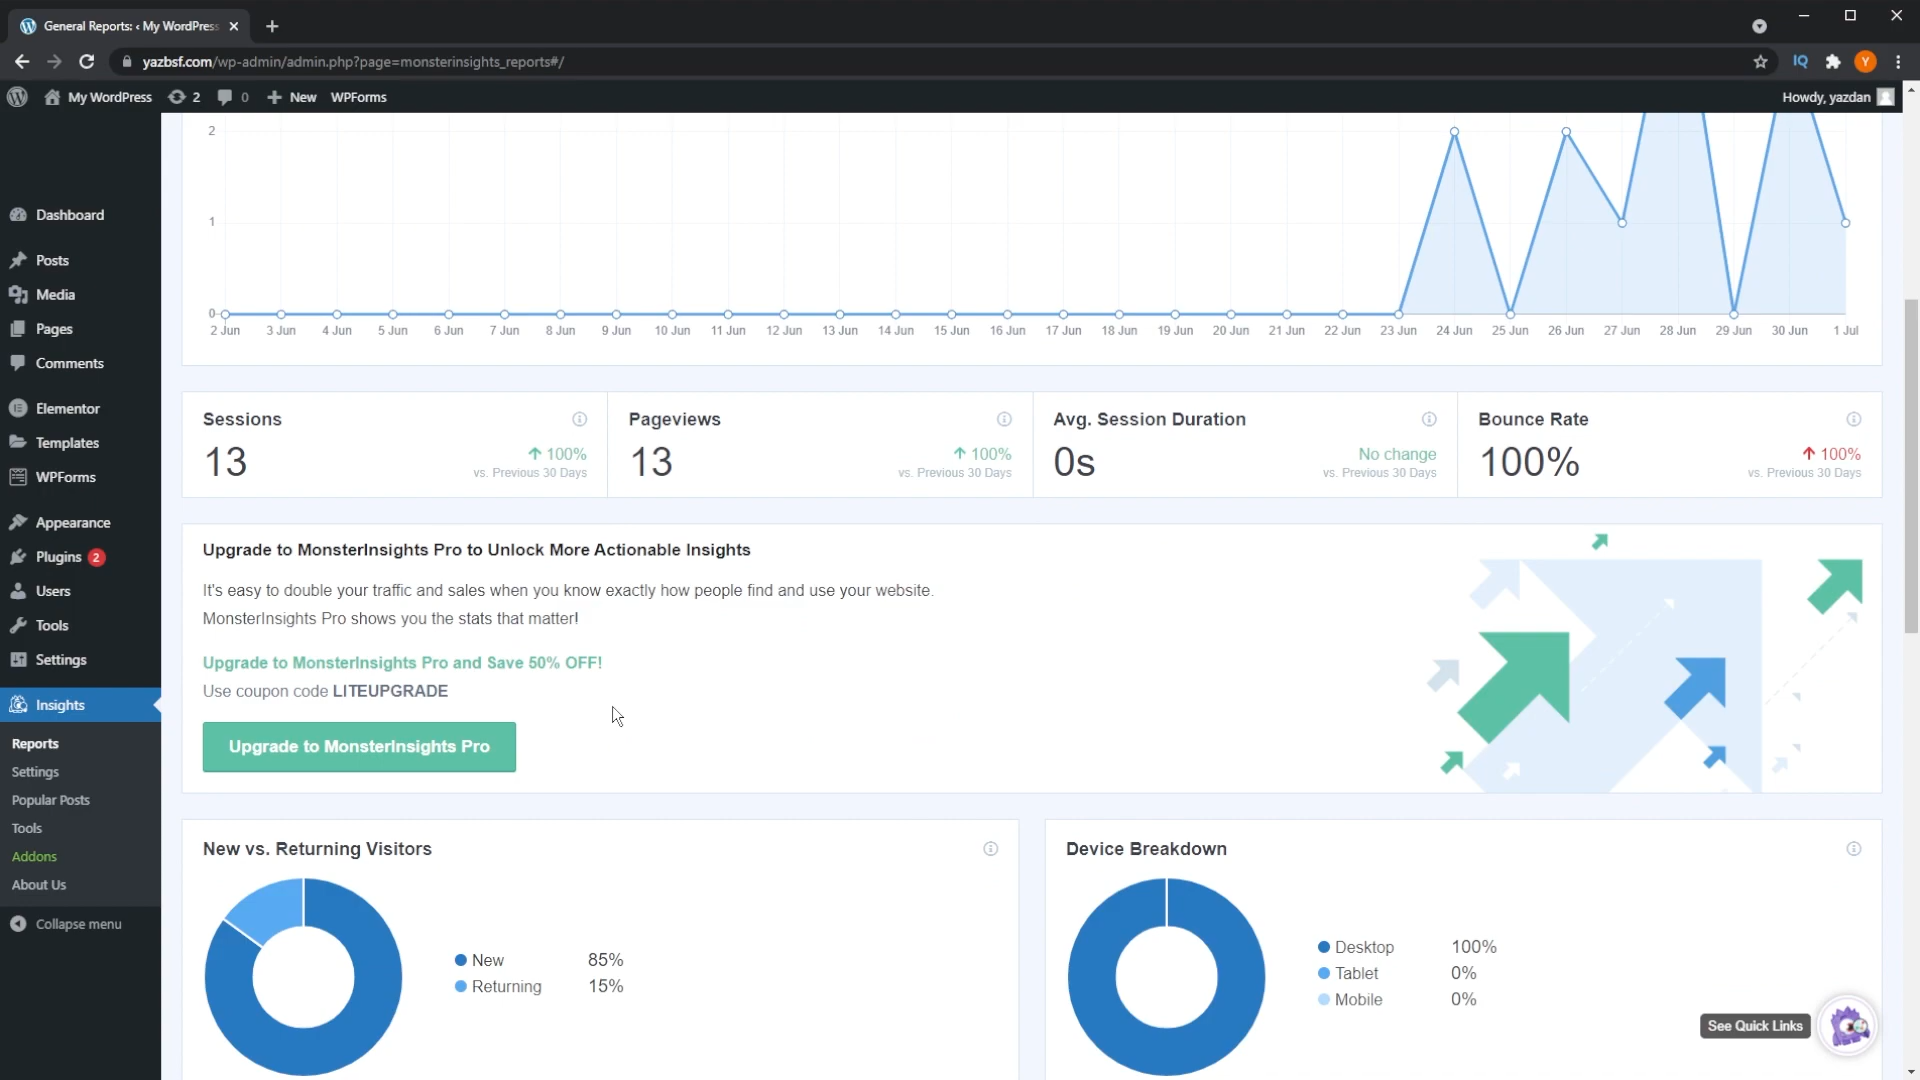 General Reports: ‹ My WordPress
yazbsf.com/wp-admin/admin.php?page=monsterinsights_reports#/
IQ
Y
My WordPress
2
0
New
WPForms
Howdy, yazdan
Dashboard
Posts
Media
Pages
Comments
Elementor
Templates
WPForms
Appearance
Plugins 2
Users
Tools
Settings
Insights
Reports
Settings
Popular Posts
Tools
Addons
About Us
Collapse menu
2
1
0
2 Jun 3 Jun 4 Jun 5 Jun 6 Jun 7 Jun 8 Jun 9 Jun 10 Jun 11 Jun 12 Jun 13 Jun 14 Jun 15 Jun 16 Jun 17 Jun 18 Jun 19 Jun 20 Jun 21 Jun 22 Jun 23 Jun 24 Jun 25 Jun 26 Jun 27 Jun 28 Jun 29 Jun 30 Jun 1 Jul
Sessions
13
100%
vs. Previous 30 Days
Pageviews
13
100%
vs. Previous 30 Days
Avg. Session Duration
0s
No change
vs. Previous 30 Days
Bounce Rate
100%
100%
vs. Previous 30 Days
Upgrade to MonsterInsights Pro to Unlock More Actionable Insights
It's easy to double your traffic and sales when you know exactly how people find and use your website.
MonsterInsights Pro shows you the stats that matter!
Upgrade to MonsterInsights Pro and Save 50% OFF!
Use coupon code LITEUPGRADE
Upgrade to MonsterInsights Pro
New vs. Returning Visitors
New 85%
Returning 15%
Device Breakdown
Desktop 100%
Tablet 0%
Mobile 0%
See Quick Links